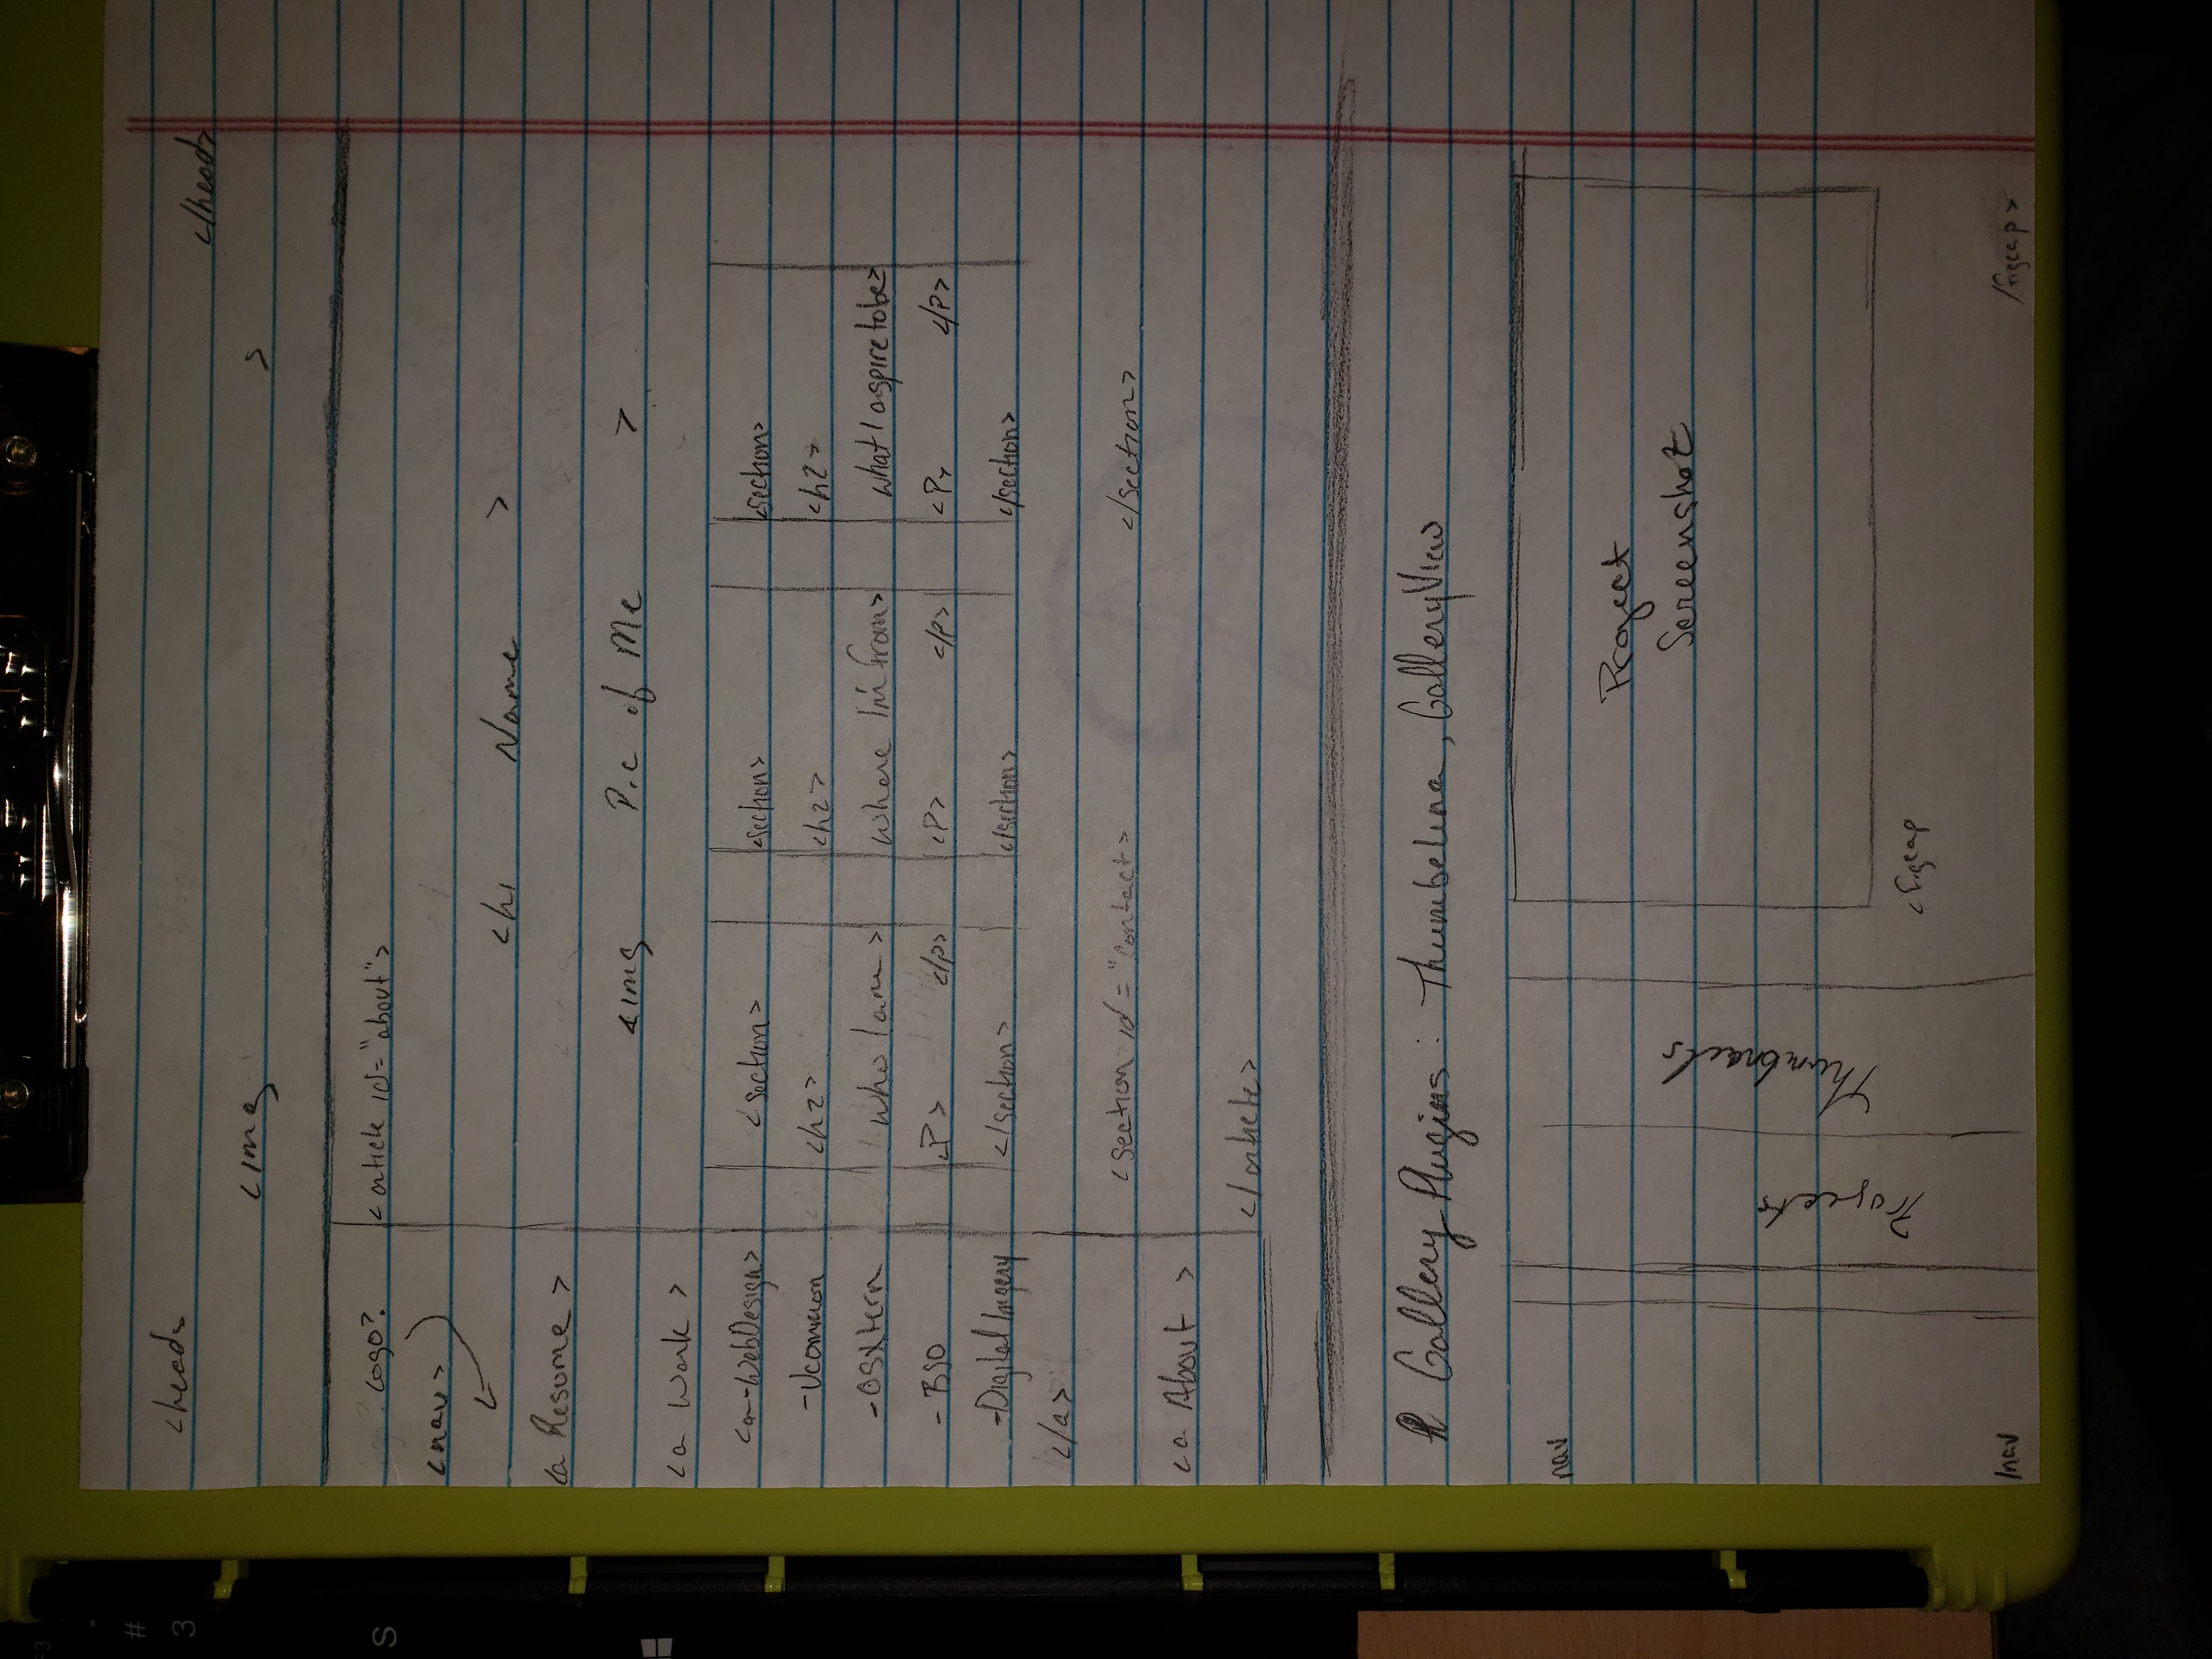 <head>
</head>
<img >
Logo?
<nav>
<a Resume >
<a Work >
<a -WebDesign>
-Ucomicon
-OSXtern
- BSO
-Digital Imgery
</a>
<a About >
<article id="about">
<h1 Name >
<img Pic of Me >
<section> <section> <section>
<h2> <h2> <h2>
who I am> where I'm from> what I aspire to be>
<P> </p> <P> </p> <P> </P>
</section> </section> </section>
<section id="contact> </section>
</article>
Gallery Plugins: Thumbelina, GalleryView
nav
/nav
Projects
Thumbnails
Project
Screenshot
<figcap
/figcap>